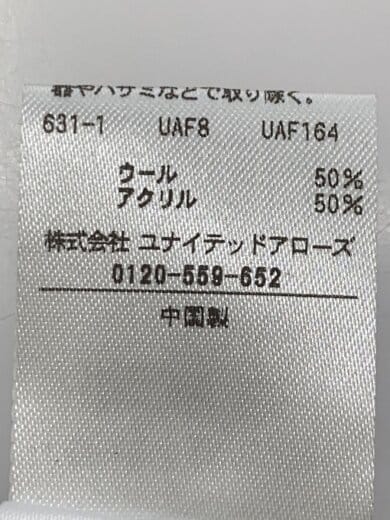 器やハサミなどで取り除く。
631-1 UAF8 UAF164
ウール 50%
アクリル 50%
株式会社 ユナイテッドアローズ
0120-559-652
中国製